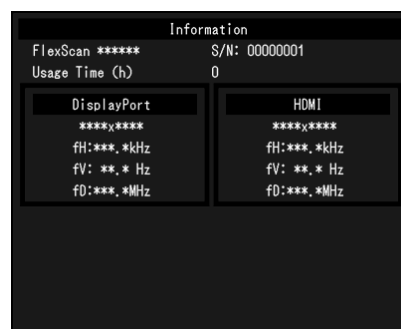 Information
FlexScan ****** S/N: 00000001
Usage Time (h) 0
DisplayPort HDMI
****x**** ****x****
fH:***.*kHz fH:***.*kHz
fV: **.* Hz fV: **.* Hz
fD:***.*MHz fD:***.*MHz